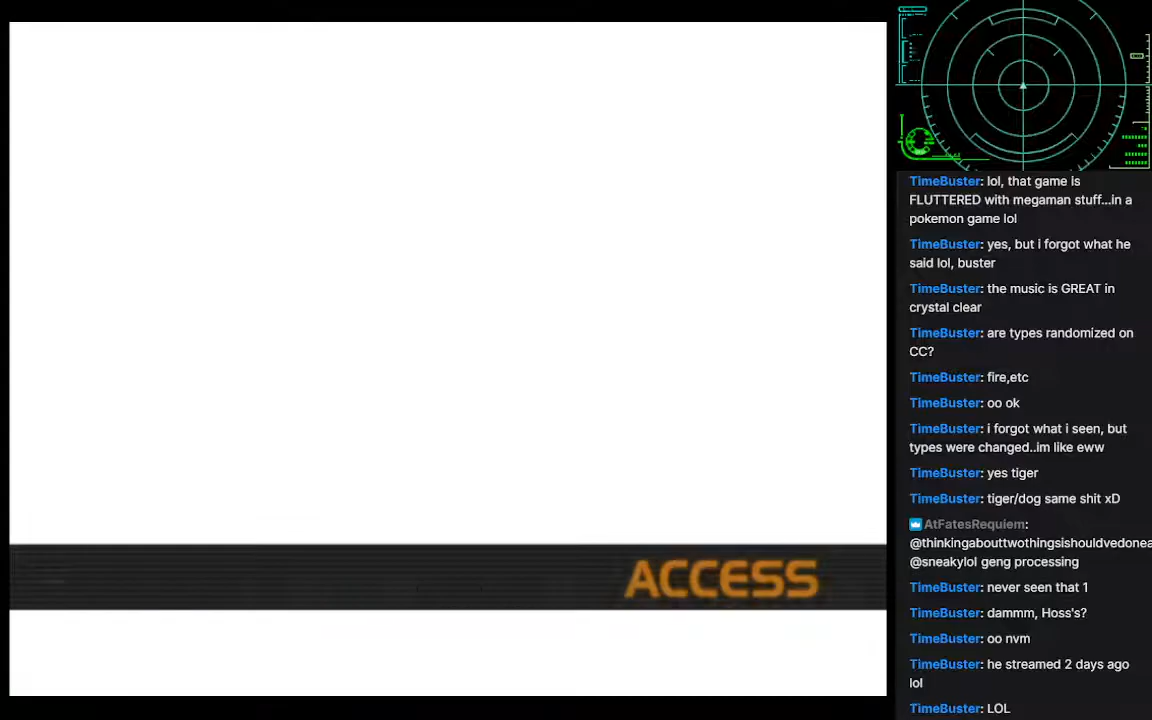 ACCESS
TimeBuster: lol, that game is
FLUTTERED with megaman stuff...in a
pokemon game lol
TimeBuster: yes, but i forgot what he
said lol, buster
TimeBuster: the music is GREAT in
crystal clear
TimeBuster: are types randomized on
CC?
TimeBuster: fire,etc
TimeBuster: oo ok
TimeBuster: i forgot what i seen, but
types were changed..im like eww
TimeBuster: yes tiger
TimeBuster: tiger/dog same shit xD
AtFatesRequiem:
@thinkingabouttwothingsishouldvedonea
@sneakylol geng processing
TimeBuster: never seen that 1
TimeBuster: dammm, Hoss's?
TimeBuster: oo nvm
TimeBuster: he streamed 2 days ago
lol
TimeBuster: LOL